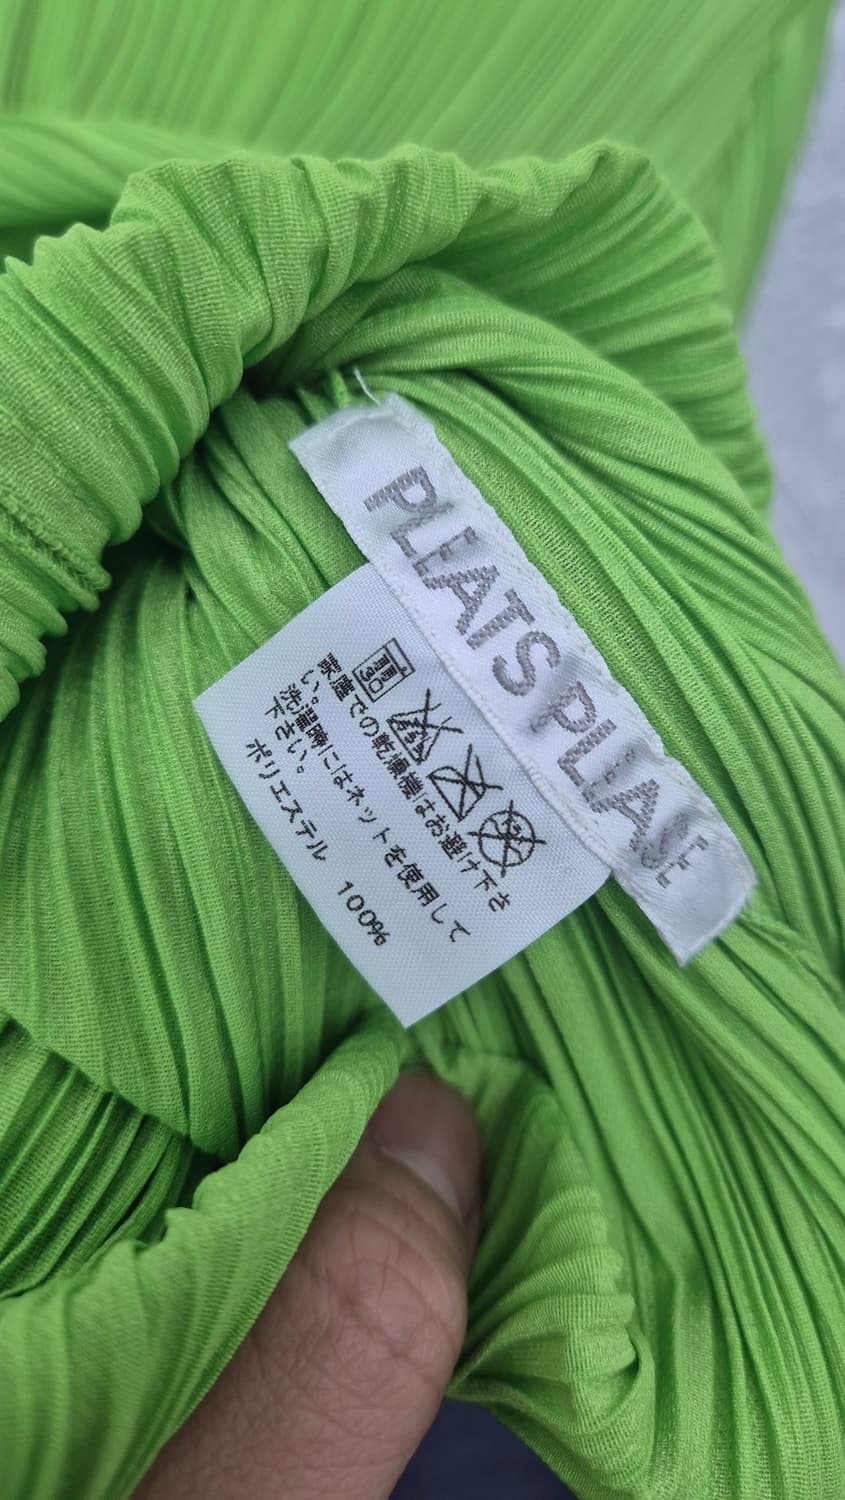 PLEATS PLEASE
家庭での乾燥機はお避け下さ
い。
洗濯時にはネットを使用して
下さい。
ポリエステル 100%